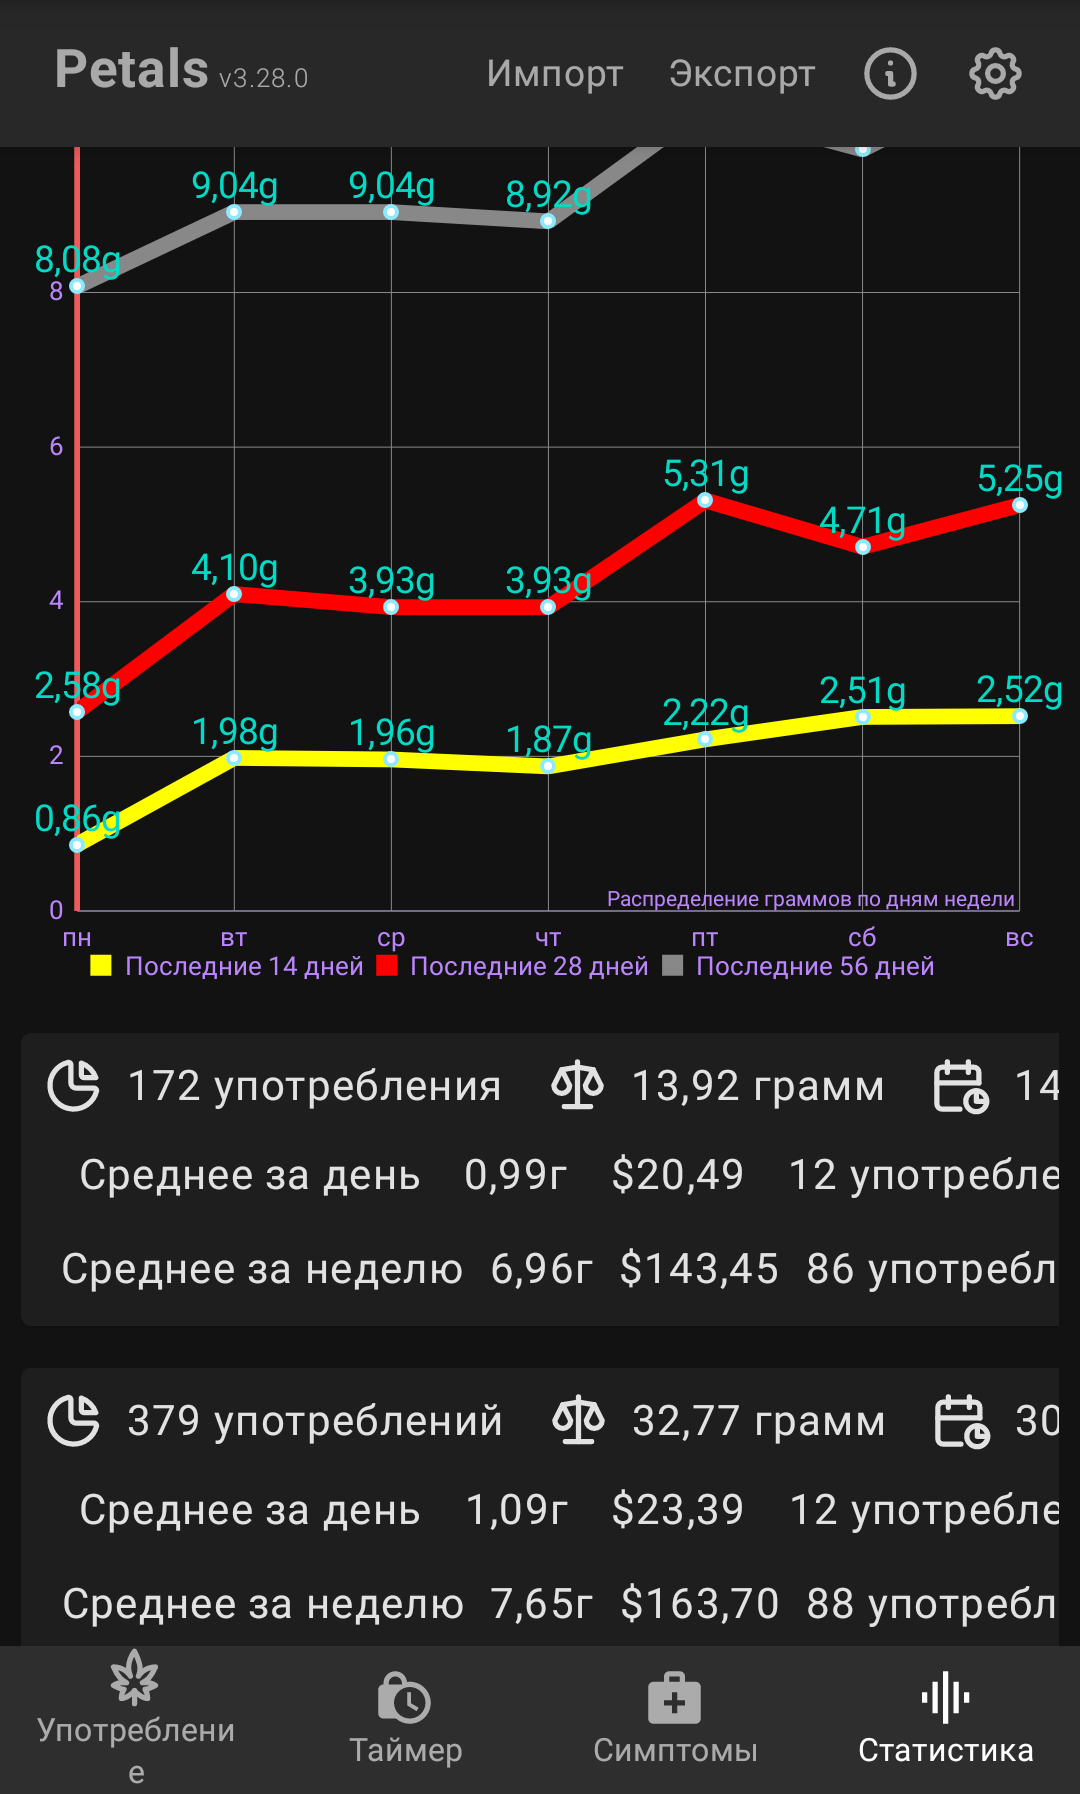 Petals v3.28.0 Импорт Экспорт
9,04g 9,04g 8,92g
8,08g
8
6
5,31g 4,71g 5,25g
4,10g 3,93g 3,93g
4
2,58g
1,98g 1,96g 1,87g 2,22g 2,51g 2,52g
2
0,86g
Распределение граммов по дням недели
0
пн вт ср чт пт сб вс
Последние 14 дней Последние 28 дней Последние 56 дней
172 употребления 13,92 грамм 14
Среднее за день 0,99г $20,49 12 употребле
Среднее за неделю 6,96г $143,45 86 употребл
379 употреблений 32,77 грамм 30
Среднее за день 1,09г $23,39 12 употребле
Среднее за неделю 7,65г $163,70 88 употребл
Употреблени
е
Таймер Симптомы Статистика